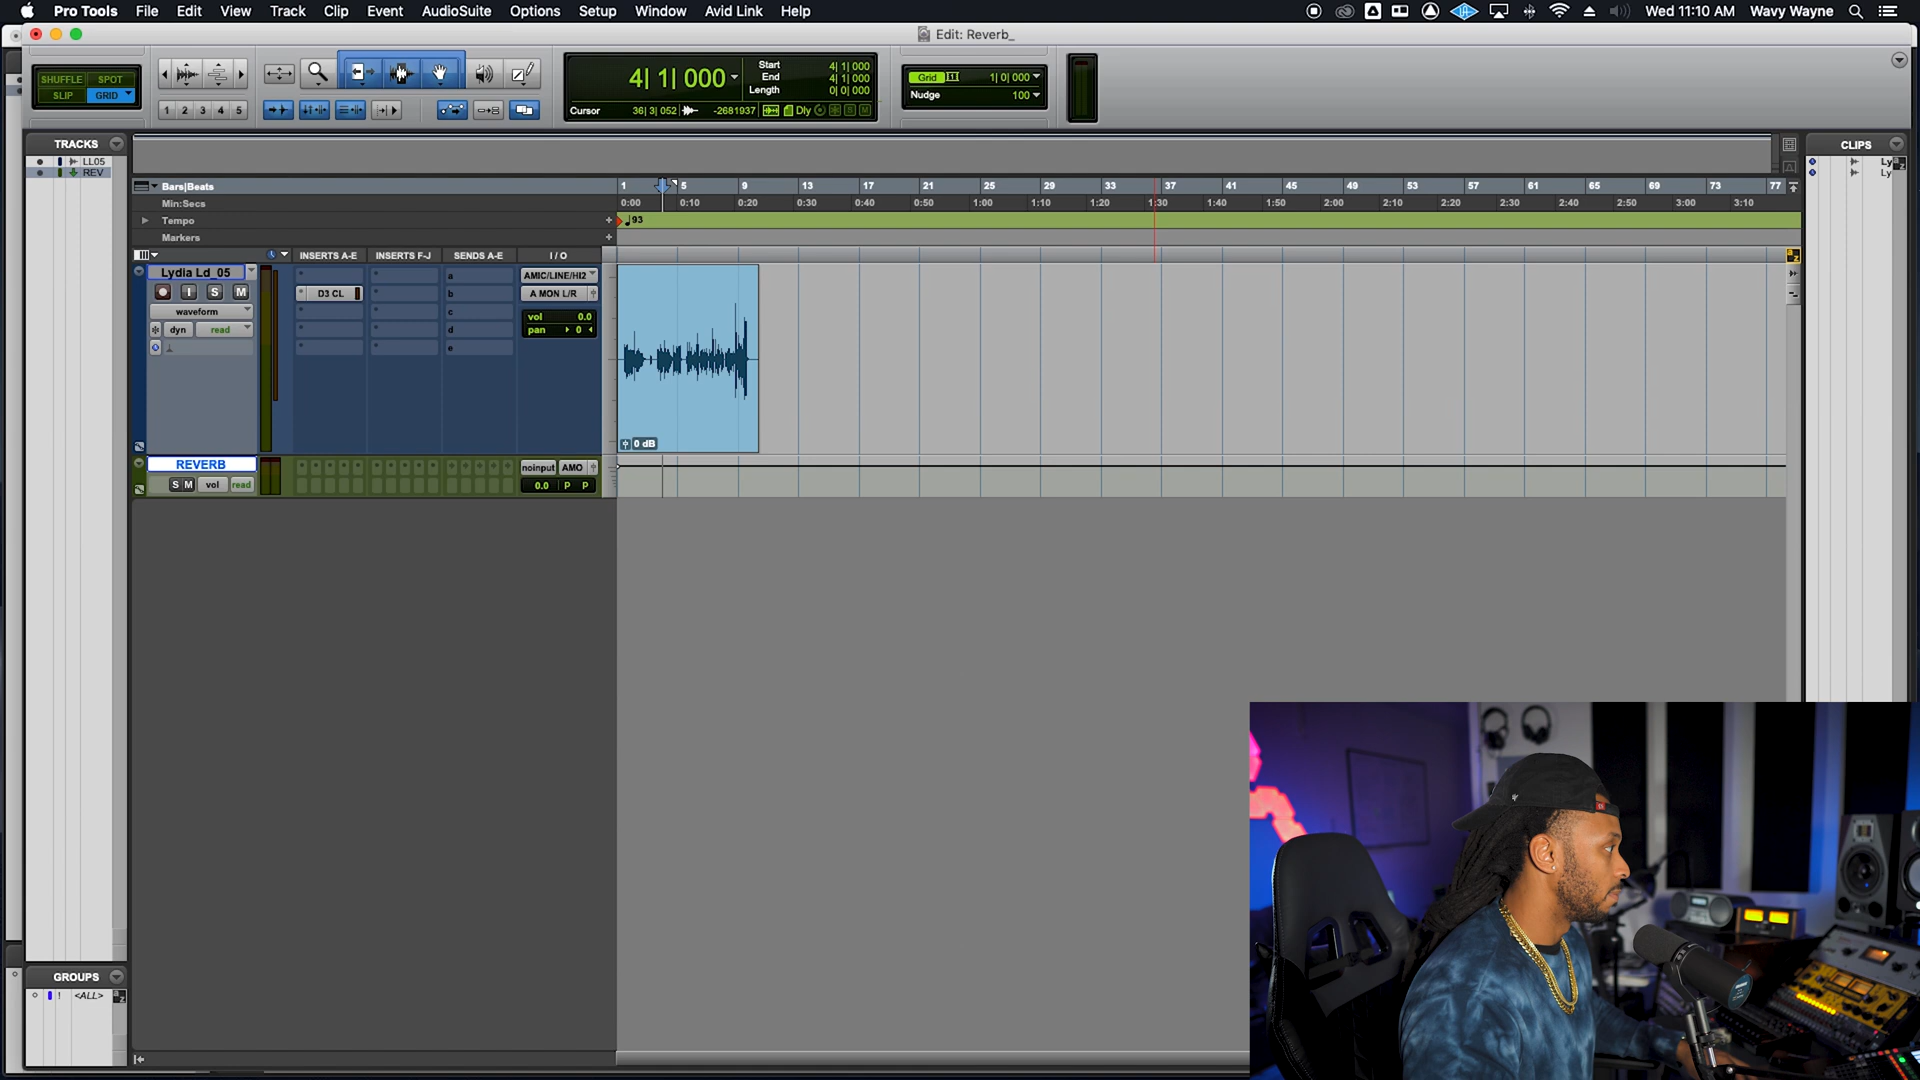 Pro Tools File Edit View Track Clip Event AudioSuite Options Setup Window Avid Link Help Wed 11:10 AM Wavy Wayne
Edit: Reverb_
SHUFFLE SPOT
SLIP GRID
1 2 3 4 5
4| 1| 000
Start 4| 1| 000
End 4| 1| 000
Length 0| 0| 000
Cursor 36| 3| 052 -2681937 Dly S M
Grid 1| 0| 000
Nudge 100
TRACKS
LL05
REV
CLIPS
Ly
Ly
Bars|Beats 1 5 9 13 17 21 25 29 33 37 41 45 49 53 57 61 65 69 73 77
Min:Secs 0:00 0:10 0:20 0:30 0:40 0:50 1:00 1:10 1:20 1:30 1:40 1:50 2:00 2:10 2:20 2:30 2:40 2:50 3:00 3:10
Tempo 93
Markers
INSERTS A-E INSERTS F-J SENDS A-E I / O
Lydia Ld_05 a AMIC/LINE/HI2
I S M D3 CL b A MON L/R
waveform c vol 0.0
dyn read d pan 0
e
0 dB
REVERB noinput AMO
S M vol read 0.0 P P
GROUPS
! <ALL>